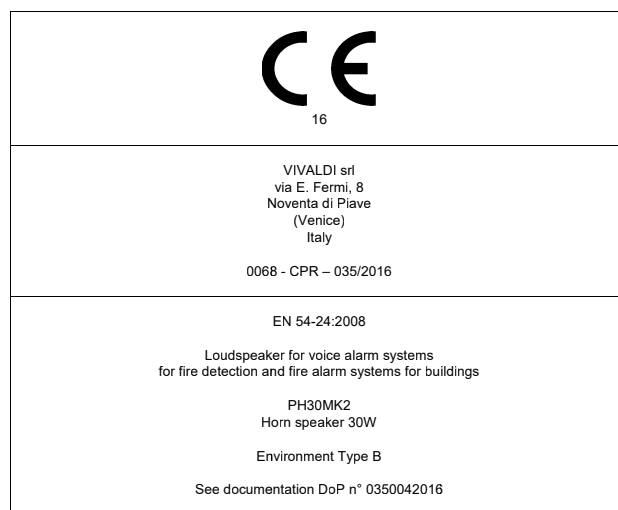 CE
16
VIVALDI srl
via E. Fermi, 8
Noventa di Piave
(Venice)
Italy
0068 - CPR – 035/2016
EN 54-24:2008
Loudspeaker for voice alarm systems
for fire detection and fire alarm systems for buildings
PH30MK2
Horn speaker 30W
Environment Type B
See documentation DoP n° 0350042016